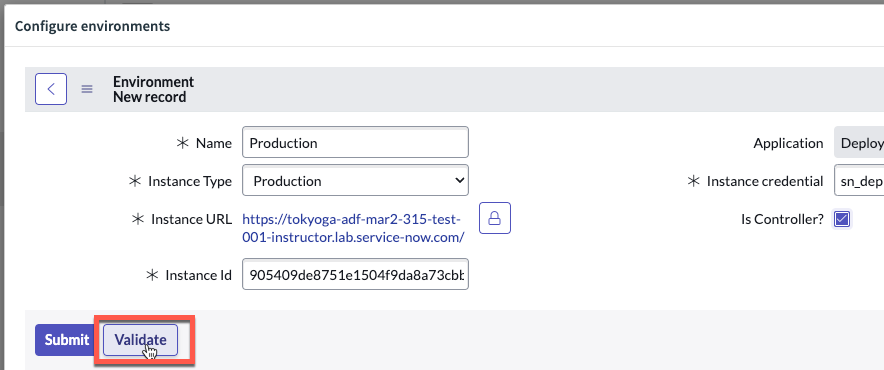 Configure environments
Environment
New record
Name
Production
Application
Deploy
Instance Type
Production
Instance credential
sn_dep
Instance URL
https://tokyoga-adf-mar2-315-test-
001-instructor.lab.service-now.com/
Is Controller?
Instance Id
905409de8751e1504f9da8a73cbb
Submit
Validate